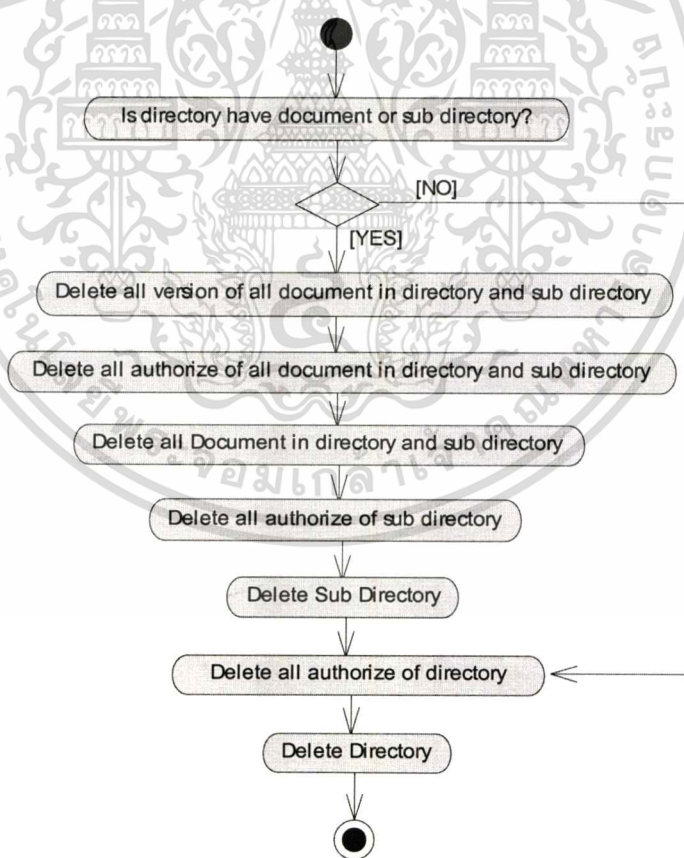 Is directory have document or sub directory?
[NO]
[YES]
Delete all version of all document in directory and sub directory
Delete all authorize of all document in directory and sub directory
Delete all Document in directory and sub directory
Delete all authorize of sub directory
Delete Sub Directory
Delete all authorize of directory
Delete Directory